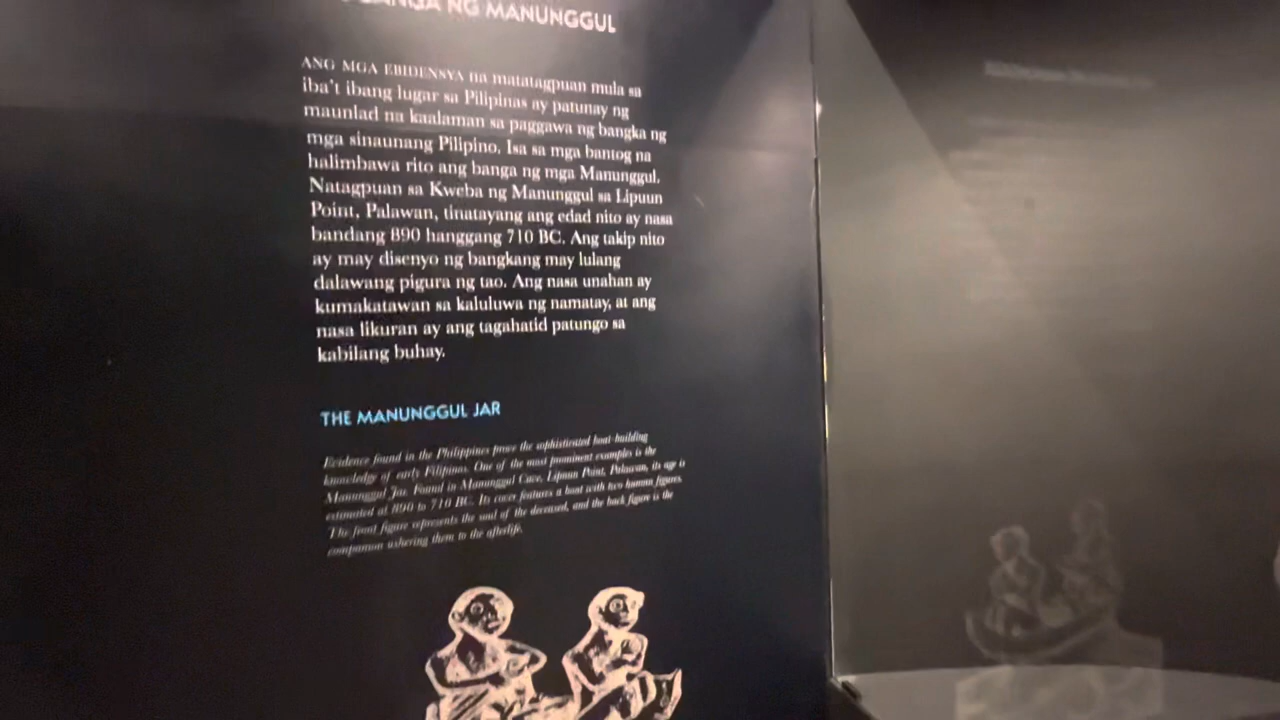 BANGA NG MANUNGGUL
ANG MGA EBIDENSYA na matatagpuan mula sa
iba't ibang lugar sa Pilipinas ay patunay ng
maunlad na kaalaman sa paggawa ng bangka ng
mga sinaunang Pilipino. Isa sa mga bantog na
halimbawa rito ang banga ng mga Manunggul.
Natagpuan sa Kweba ng Manunggul sa Lipuun
Point, Palawan, tinatayang ang edad nito ay nasa
bandang 890 hanggang 710 BC. Ang takip nito
ay may disenyo ng bangkang may lulang
dalawang pigura ng tao. Ang nasa unahan ay
kumakatawan sa kaluluwa ng namatay, at ang
nasa likuran ay ang tagahatid patungo sa
kabilang buhay.
THE MANUNGGUL JAR
Evidence found in the Philippines prove the sophisticated boat-building
knowledge of early Filipinos. One of the most prominent examples is the
Manunggul Jar. Found in Manunggul Cave, Lipuun Point, Palawan, its age is
estimated at 890 to 710 BC. Its cover features a boat with two human figures.
The front figure represents the soul of the deceased, and the back figure is the
companion ushering them to the afterlife.